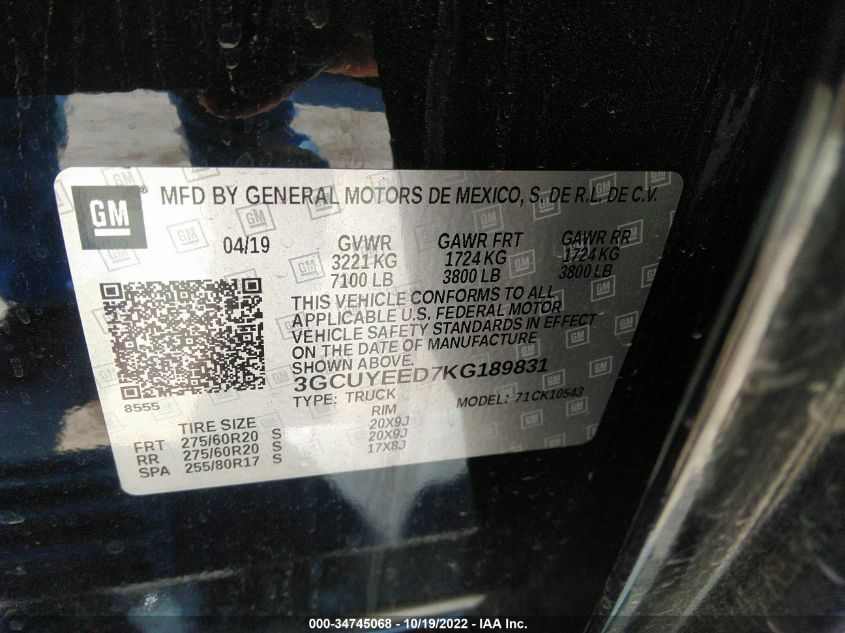 GM MFD BY GENERAL MOTORS DE MEXICO, S. DE R.L. DE C.V.
04/19 GVWR GAWR FRT GAWR RR
3221 KG 1724 KG 1724 KG
7100 LB 3800 LB 3800 LB
THIS VEHICLE CONFORMS TO ALL
APPLICABLE U.S. FEDERAL MOTOR
VEHICLE SAFETY STANDARDS IN EFFECT
ON THE DATE OF MANUFACTURE
SHOWN ABOVE.
3GCUYEED7KG189831
8555 TYPE: TRUCK MODEL: 71CK10543
TIRE SIZE RIM
FRT 275/60R20 S 20X9J
RR 275/60R20 S 20X9J
SPA 255/80R17 S 17X8J
000-34745068 - 10/19/2022 - IAA Inc.